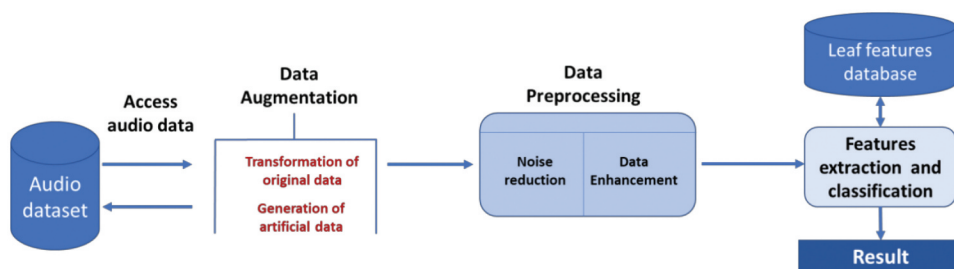 Audio
dataset
Access
audio data
Data
Augmentation
Transformation of
original data
Generation of
artificial data
Data
Preprocessing
Noise
reduction
Data
Enhancement
Leaf features
database
Features
extraction and
classification
Result